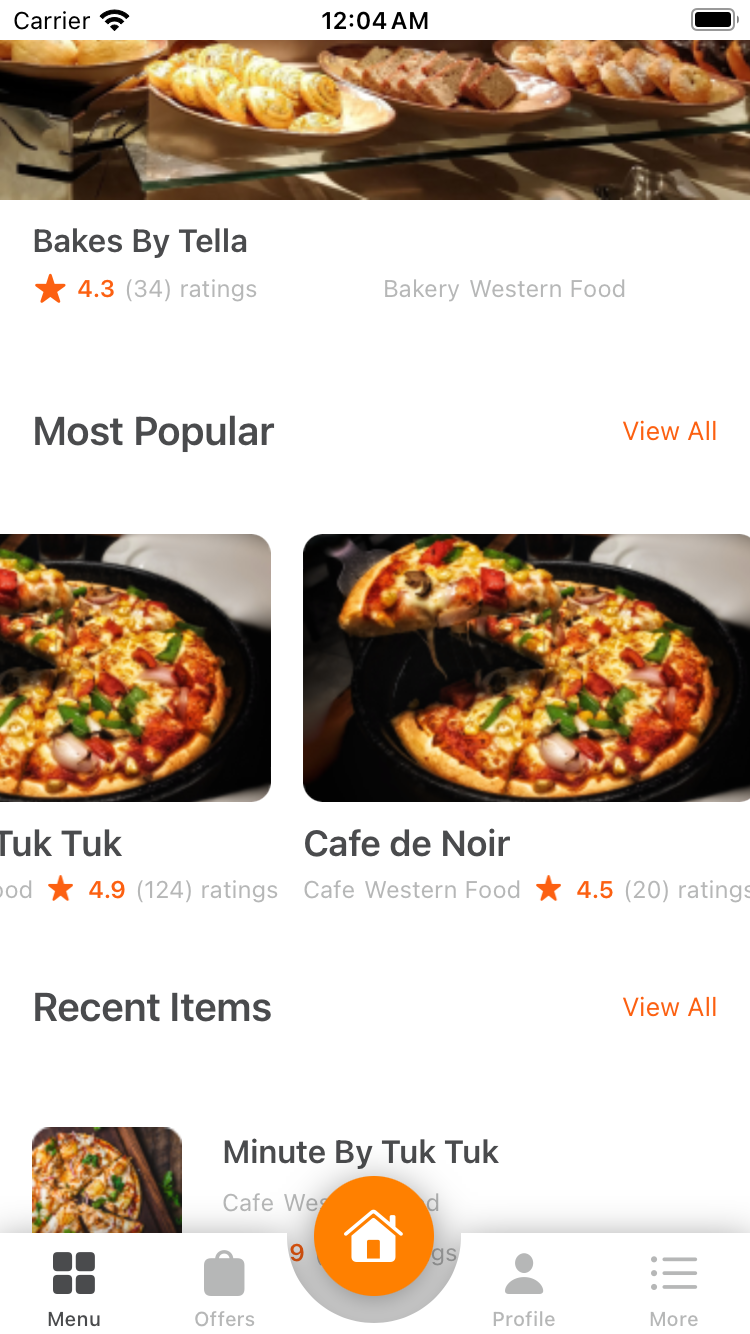 Carrier 12:04 AM
Bakes By Tella
4.3 (34) ratings Bakery Western Food
Most Popular View All
Tuk Tuk Cafe de Noir
4.9 (124) ratings Cafe Western Food 4.5 (20) ratings
Recent Items View All
Minute By Tuk Tuk
Cafe
Menu Offers Profile More